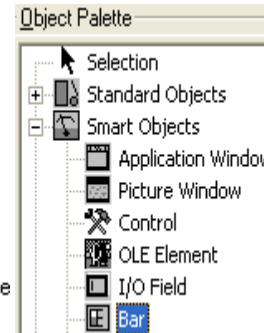 Object Palette
Selection
Standard Objects
Smart Objects
Application Window
Picture Window
Control
OLE Element
e
I/O Field
Bar